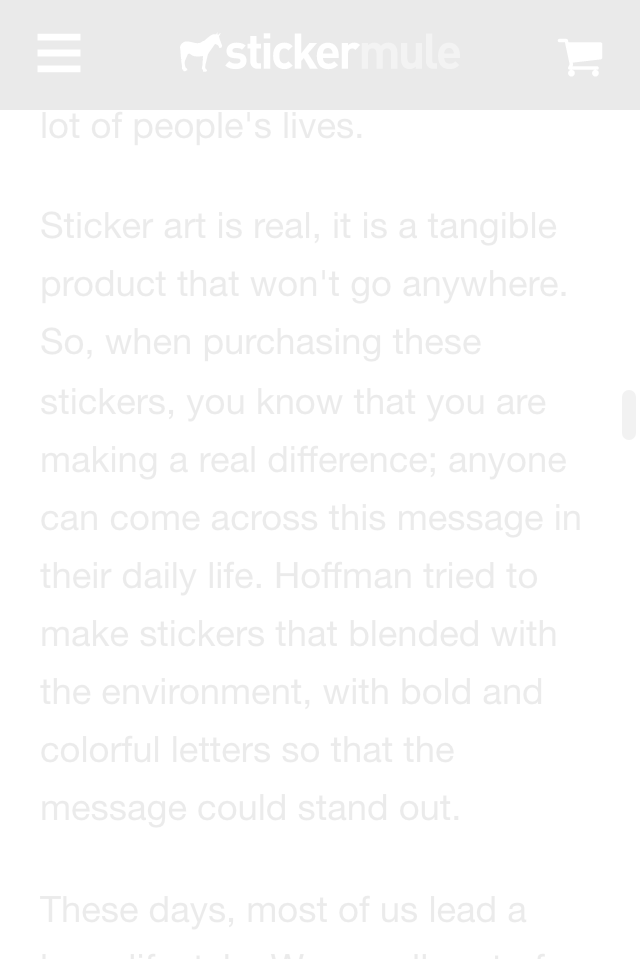 stickermule
lot of people's lives.
Sticker art is real, it is a tangible
product that won't go anywhere.
So, when purchasing these
stickers, you know that you are
making a real difference; anyone
can come across this message in
their daily life. Hoffman tried to
make stickers that blended with
the environment, with bold and
colorful letters so that the
message could stand out.
These days, most of us lead a